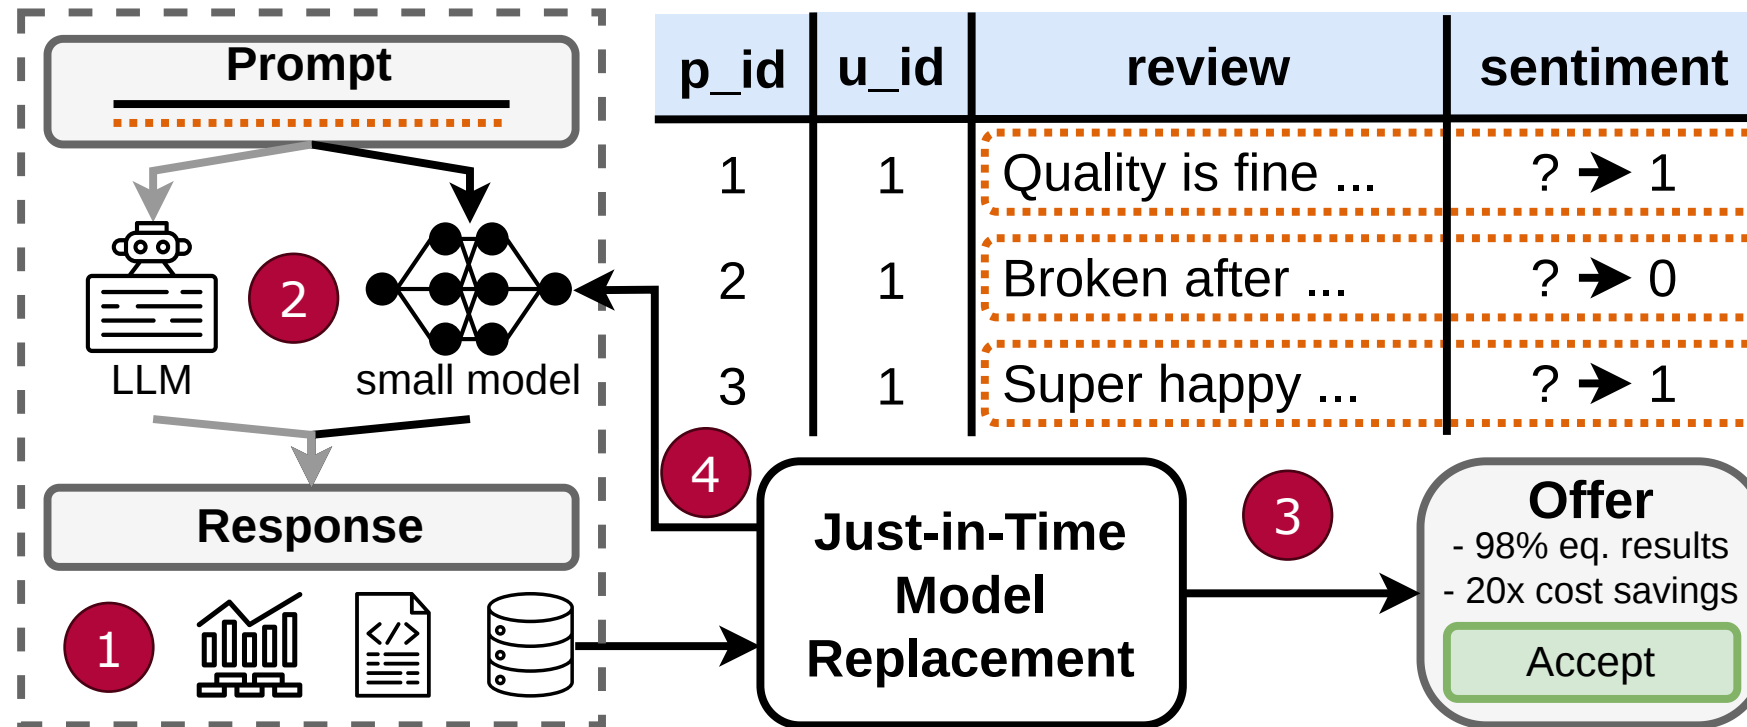 Prompt
2
LLM
small model
Response
1
p_id u_id review sentiment
1 1 Quality is fine ... ? → 1
2 1 Broken after ... ? → 0
3 1 Super happy ... ? → 1
4
Just-in-Time
Model
Replacement
3
Offer
- 98% eq. results
- 20x cost savings
Accept